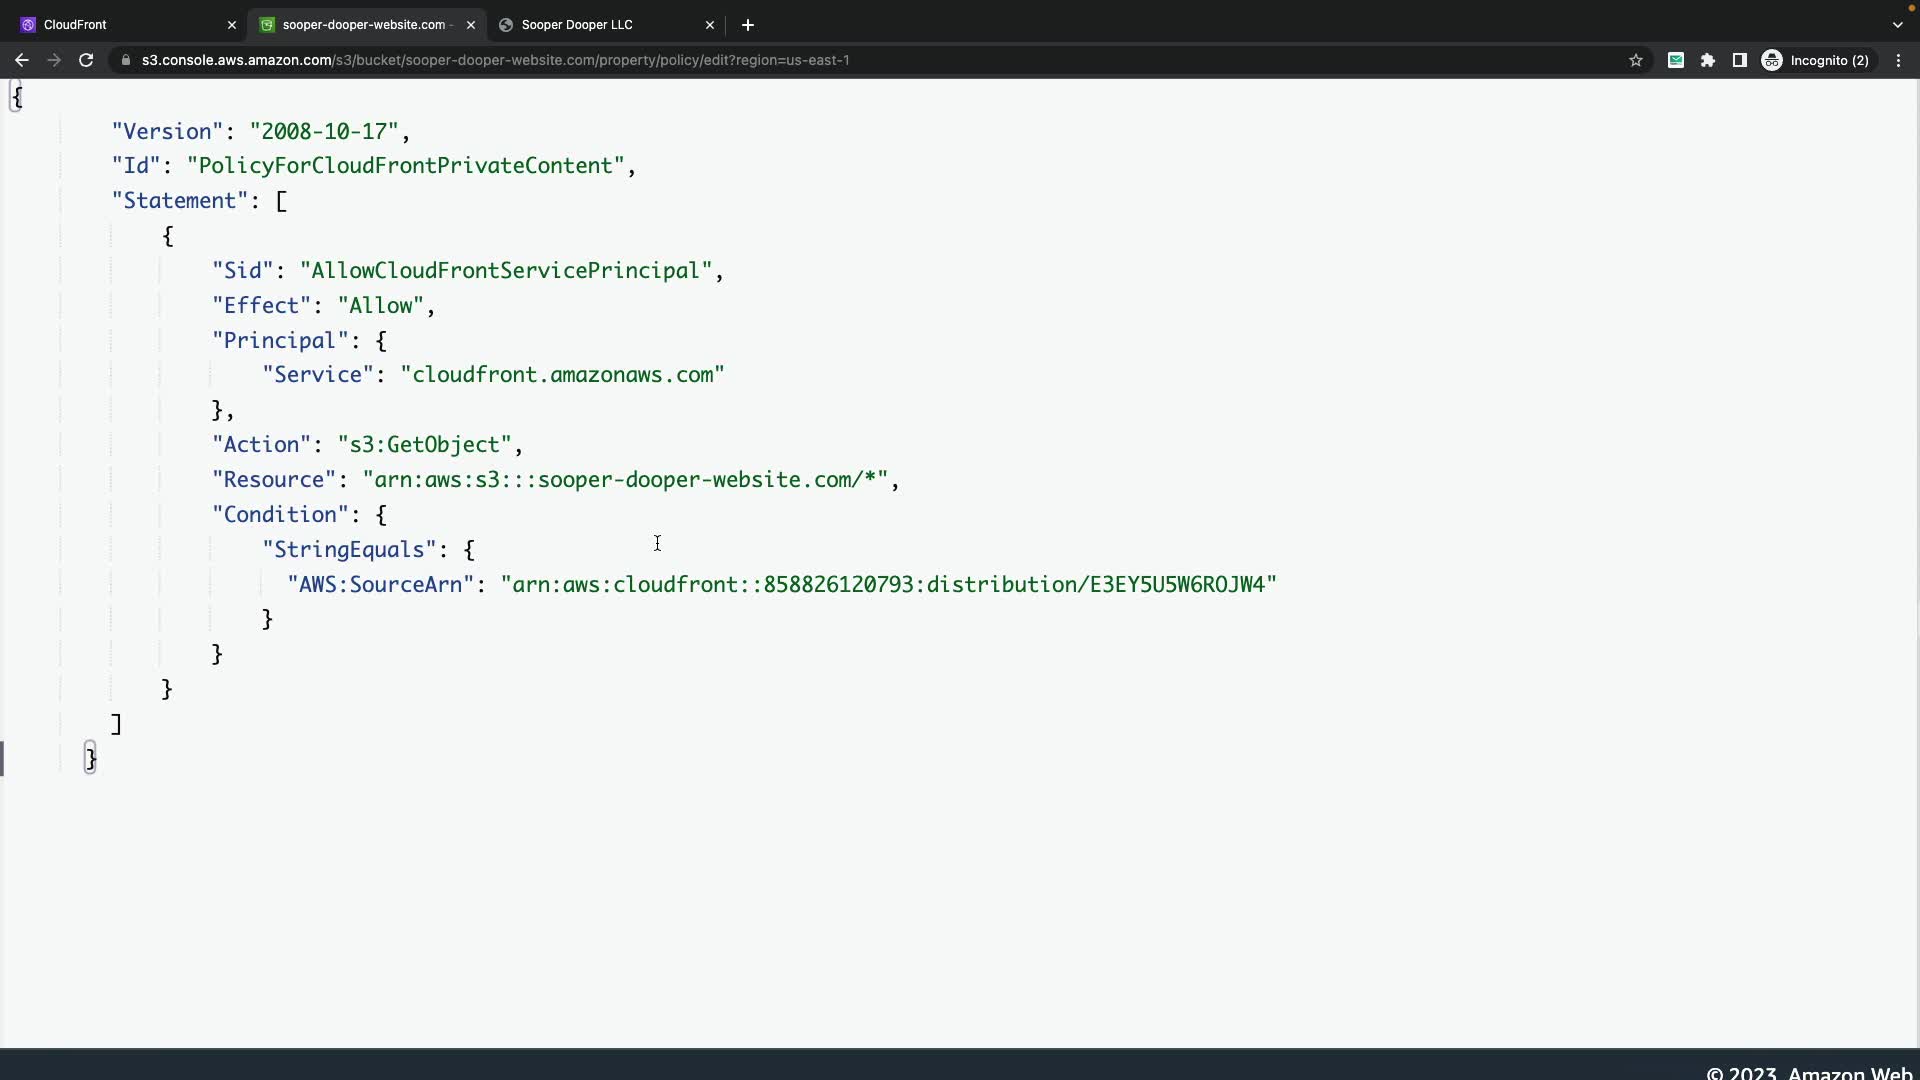 CloudFront
sooper-dooper-website.com -
Sooper Dooper LLC
s3.console.aws.amazon.com/s3/bucket/sooper-dooper-website.com/property/policy/edit?region=us-east-1
Incognito (2)
{
"Version": "2008-10-17",
"Id": "PolicyForCloudFrontPrivateContent",
"Statement": [
{
"Sid": "AllowCloudFrontServicePrincipal",
"Effect": "Allow",
"Principal": {
"Service": "cloudfront.amazonaws.com"
},
"Action": "s3:GetObject",
"Resource": "arn:aws:s3:::sooper-dooper-website.com/*",
"Condition": {
"StringEquals": {
"AWS:SourceArn": "arn:aws:cloudfront::858826120793:distribution/E3EY5U5W6ROJW4"
}
}
}
]
}
© 2023, Amazon Web